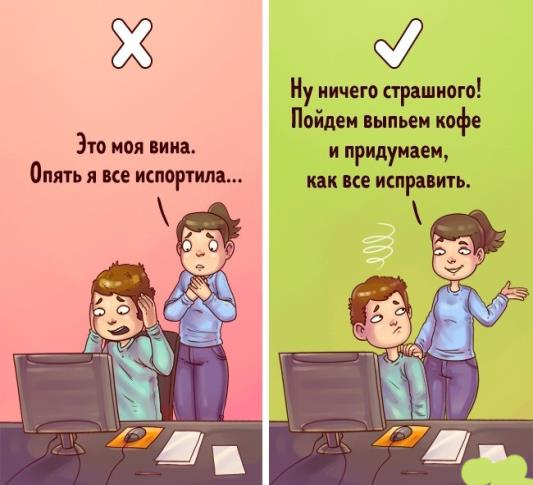 Это моя вина.
Опять я все испортила...
Ну ничего страшного!
Пойдем выпьем кофе
и придумаем,
как все исправить.